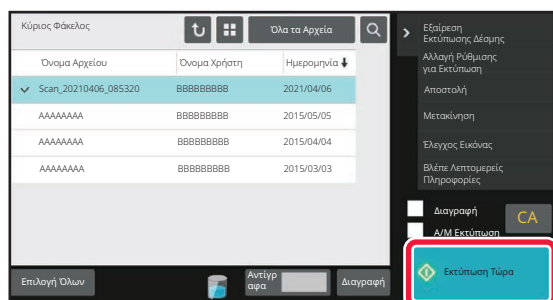 Κύριος Φάκελος
Όλα τα Αρχεία
Όνομα Αρχείου Όνομα Χρήστη Ημερομηνία
Scan_20210406_085320 BBBBBBBBB 2021/04/06
AAAAAAAA BBBBBBBBB 2015/05/05
AAAAAAAA BBBBBBBBB 2015/04/04
AAAAAAAA BBBBBBBBB 2015/03/03
Επιλογή Όλων
Αντίγρ
αφα
Διαγραφή
Εξαίρεση
Εκτύπωσης Δέσμης
Αλλαγή Ρύθμισης
για Εκτύπωση
Αποστολή
Μετακίνηση
Έλεγχος Εικόνας
Βλέπε Λεπτομερείς
Πληροφορίες
Διαγραφή
Α/Μ Εκτύπωση
CA
Εκτύπωση Τώρα